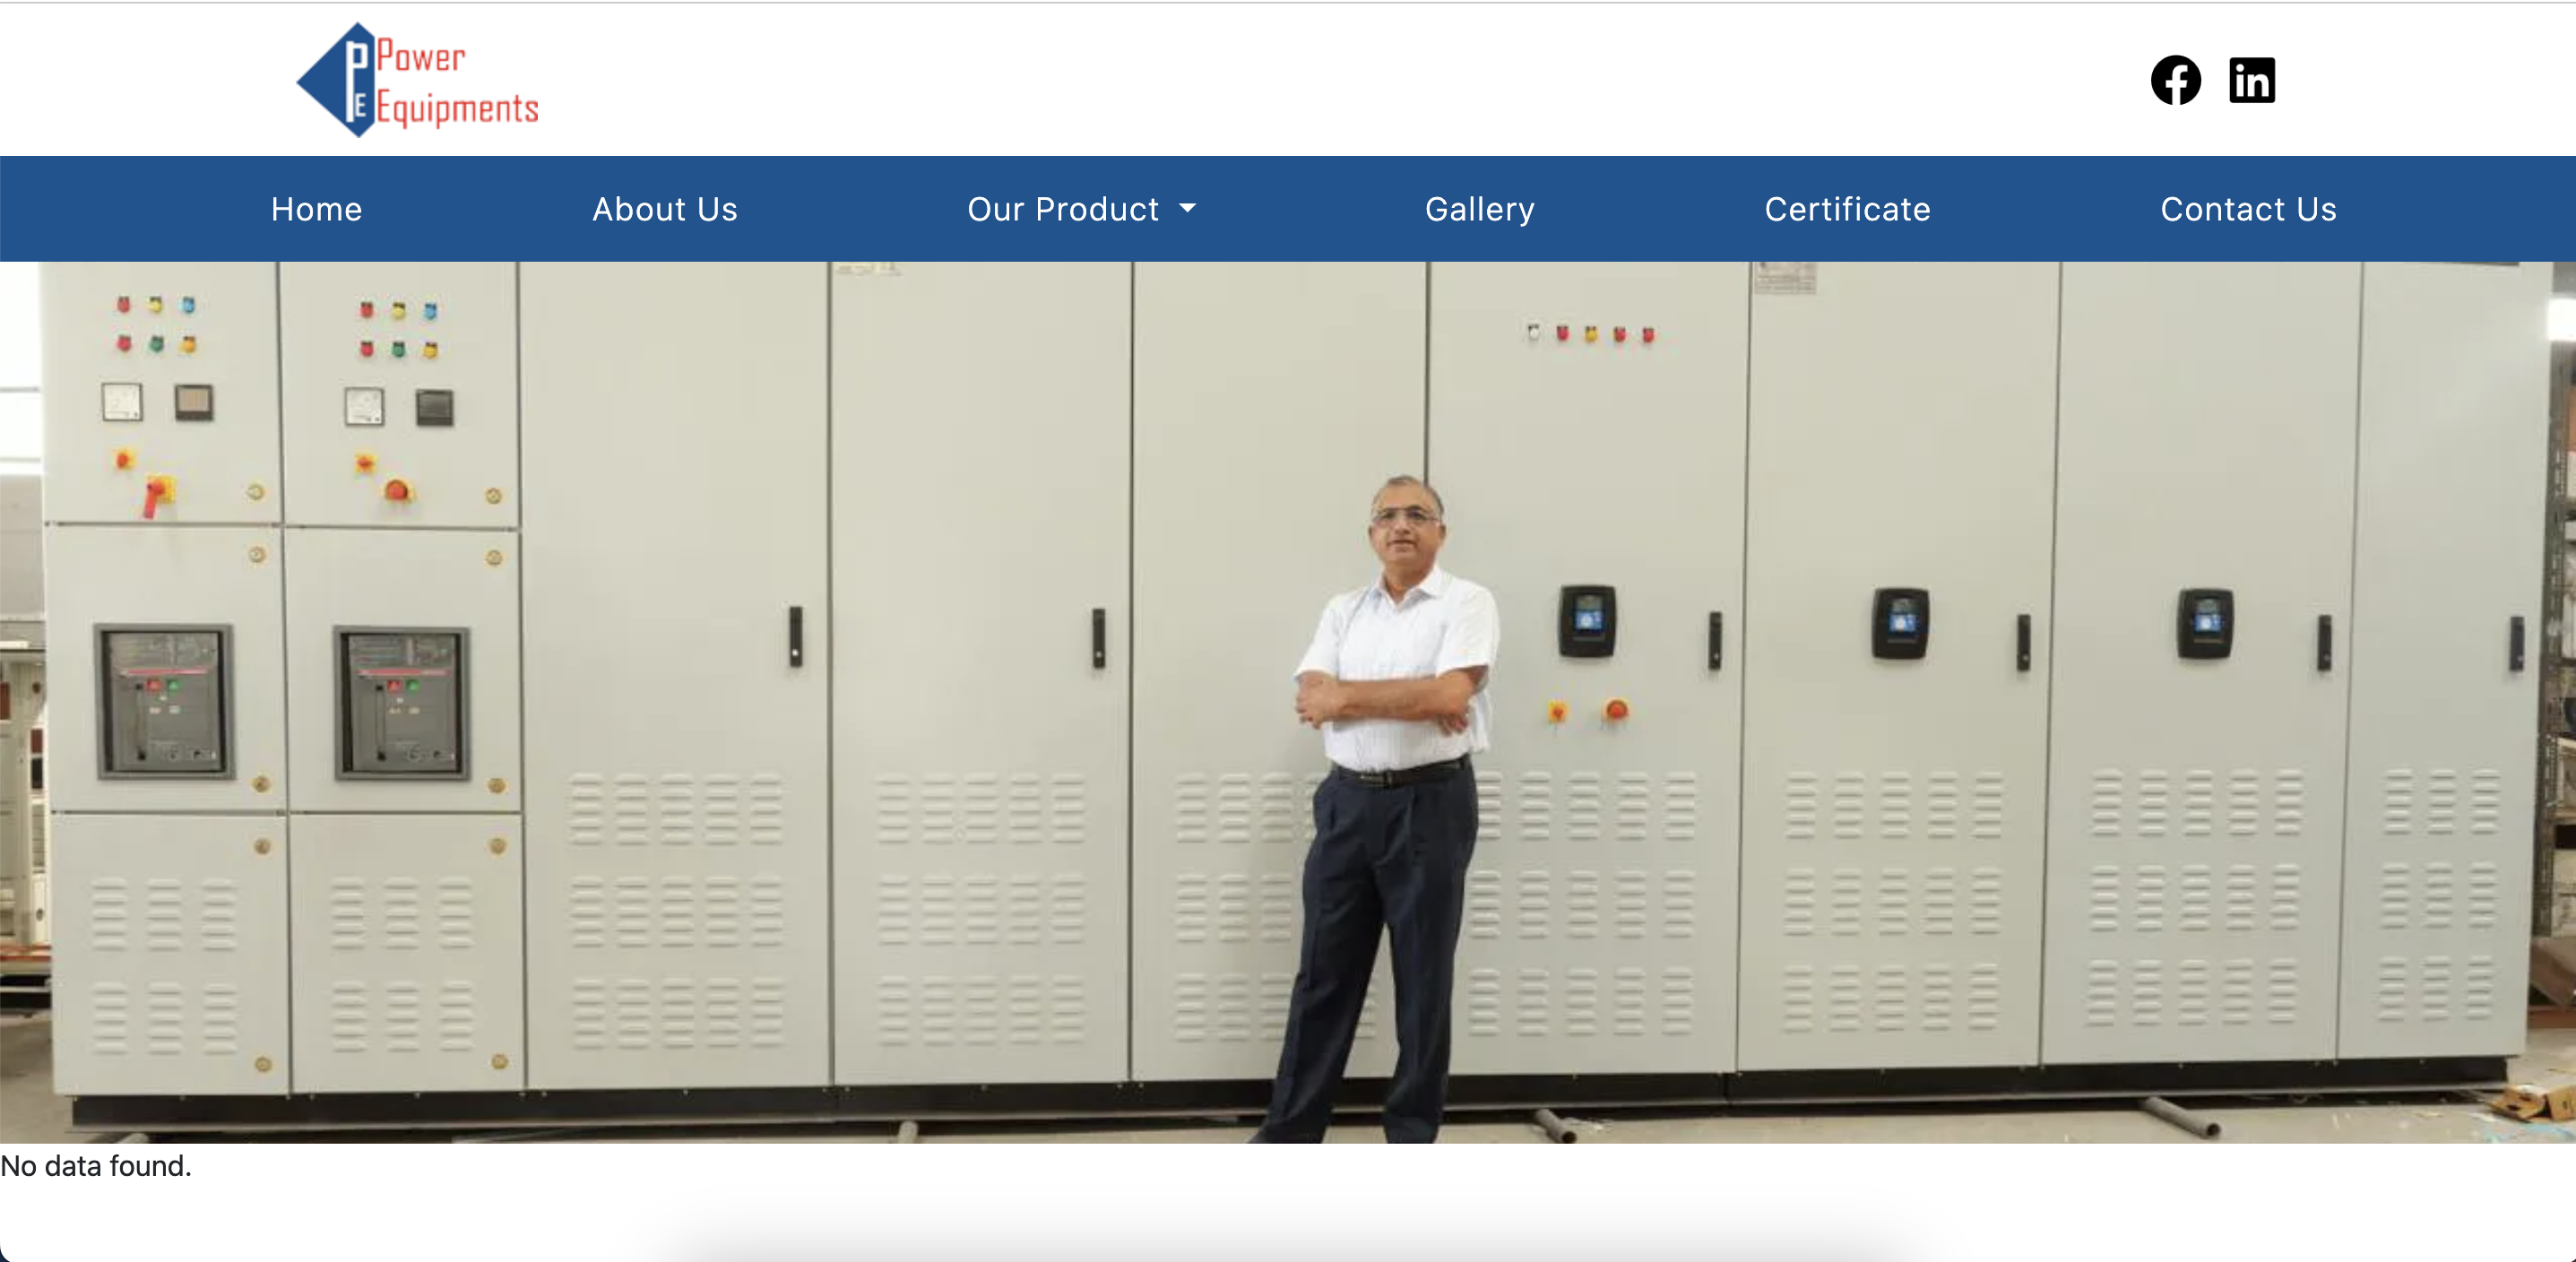 PE Power
Equipments
Home About Us Our Product Gallery Certificate Contact Us
No data found.